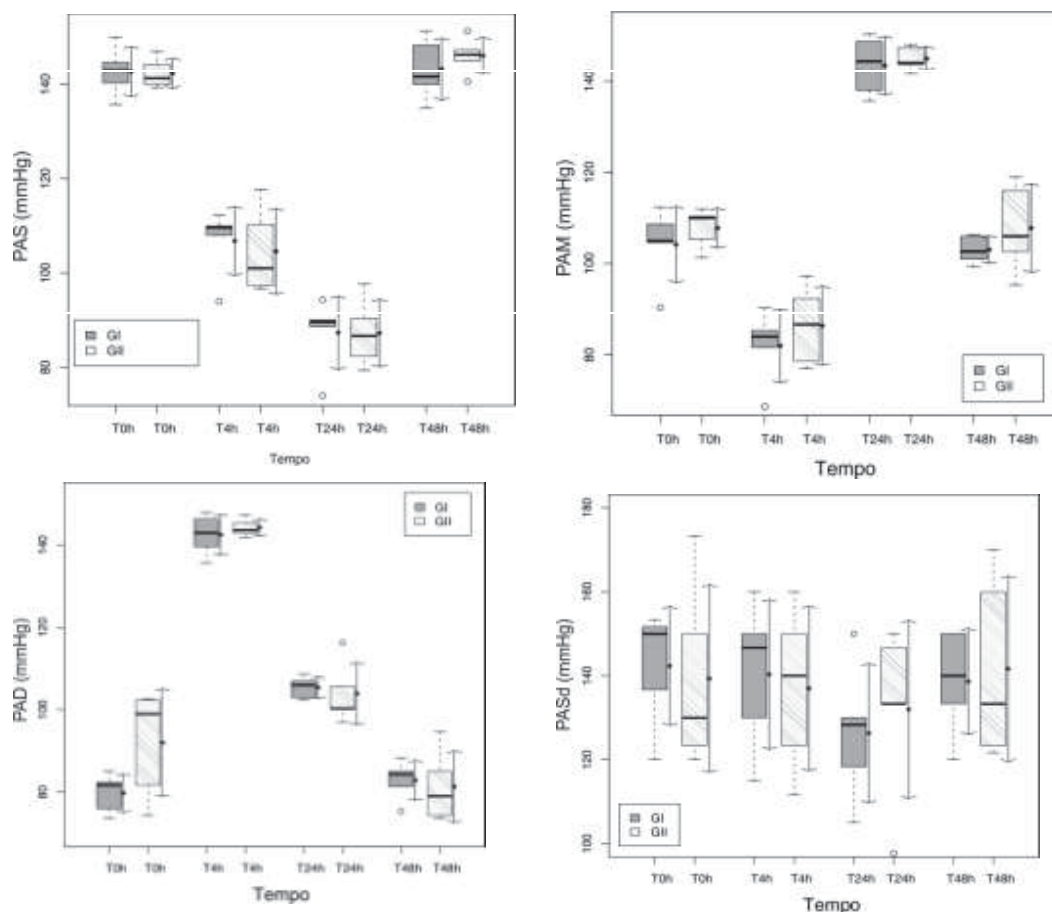 PAS (mmHg)
140
120
100
80
GI
GII
T0h T0h T4h T4h T24h T24h T48h T48h
Tempo
PAM (mmHg)
140
120
100
80
GI
GII
T0h T0h T4h T4h T24h T24h T48h T48h
Tempo
PAD (mmHg)
140
120
100
80
GI
GII
T0h T0h T4h T4h T24h T24h T48h T48h
Tempo
PASd (mmHg)
180
160
140
120
100
GI
GII
T0h T0h T4h T4h T24h T24h T48h T48h
Tempo